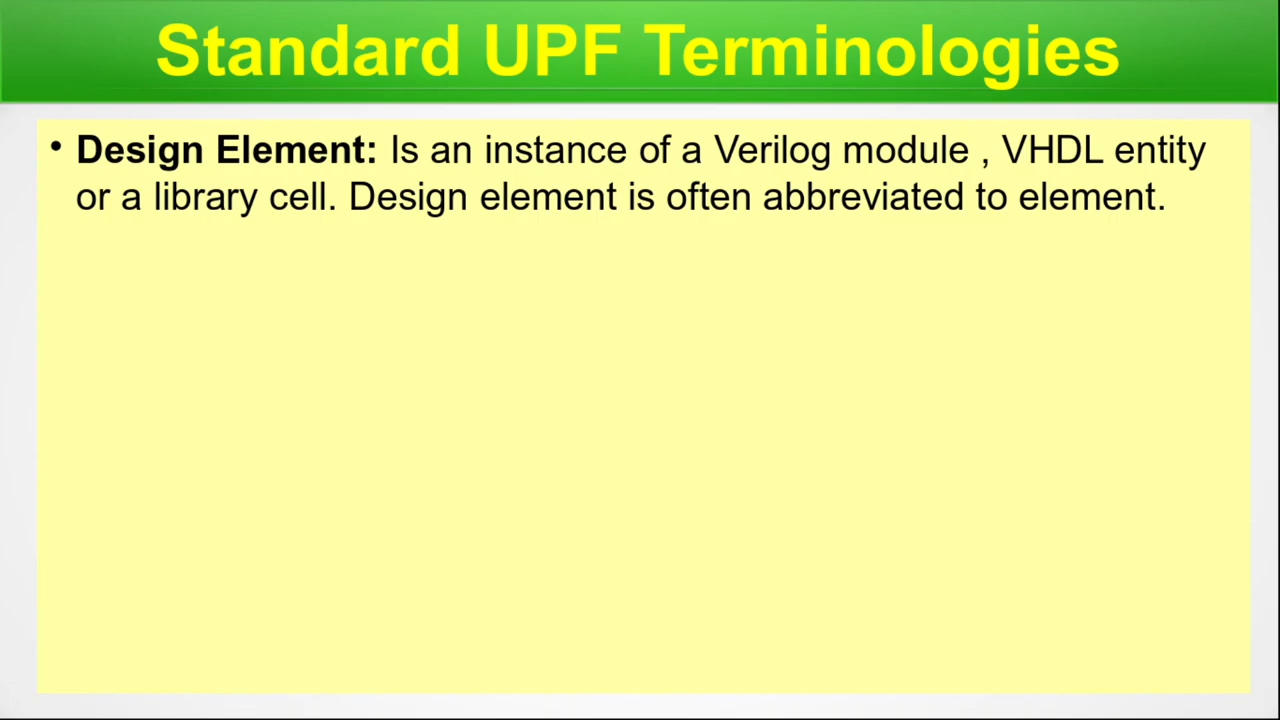 Standard UPF Terminologies
• Design Element: Is an instance of a Verilog module , VHDL entity
or a library cell. Design element is often abbreviated to element.